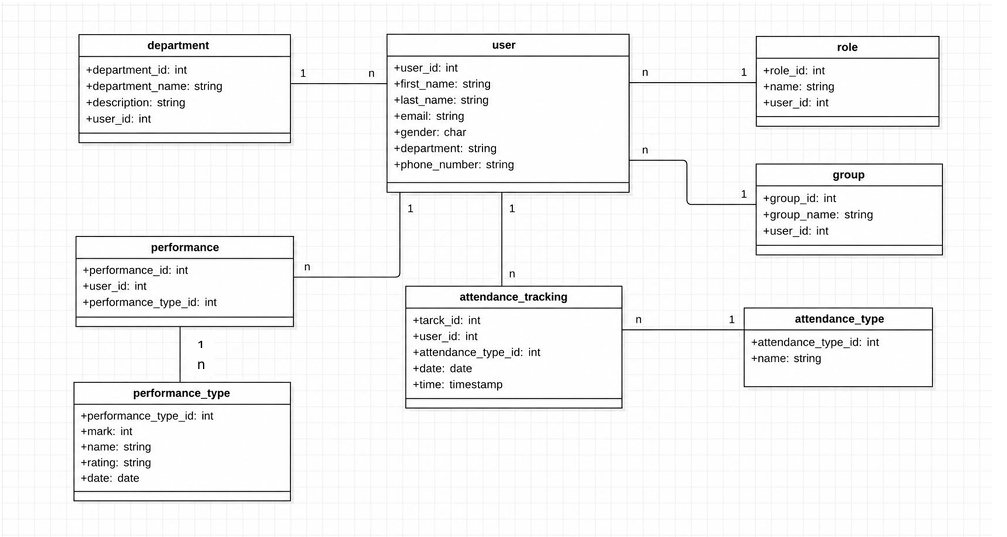 department
+department_id: int
+department_name: string
+description: string
+user_id: int
1
n
user
+user_id: int
+first_name: string
+last_name: string
+email: string
+gender: char
+department: string
+phone_number: string
n
1
role
+role_id: int
+name: string
+user_id: int
n
1
group
+group_id: int
+group_name: string
+user_id: int
1
n
performance
+performance_id: int
+user_id: int
+performance_type_id: int
1
n
performance_type
+performance_type_id: int
+mark: int
+name: string
+rating: string
+date: date
1
n
attendance_tracking
+tarck_id: int
+user_id: int
+attendance_type_id: int
+date: date
+time: timestamp
n
1
attendance_type
+attendance_type_id: int
+name: string